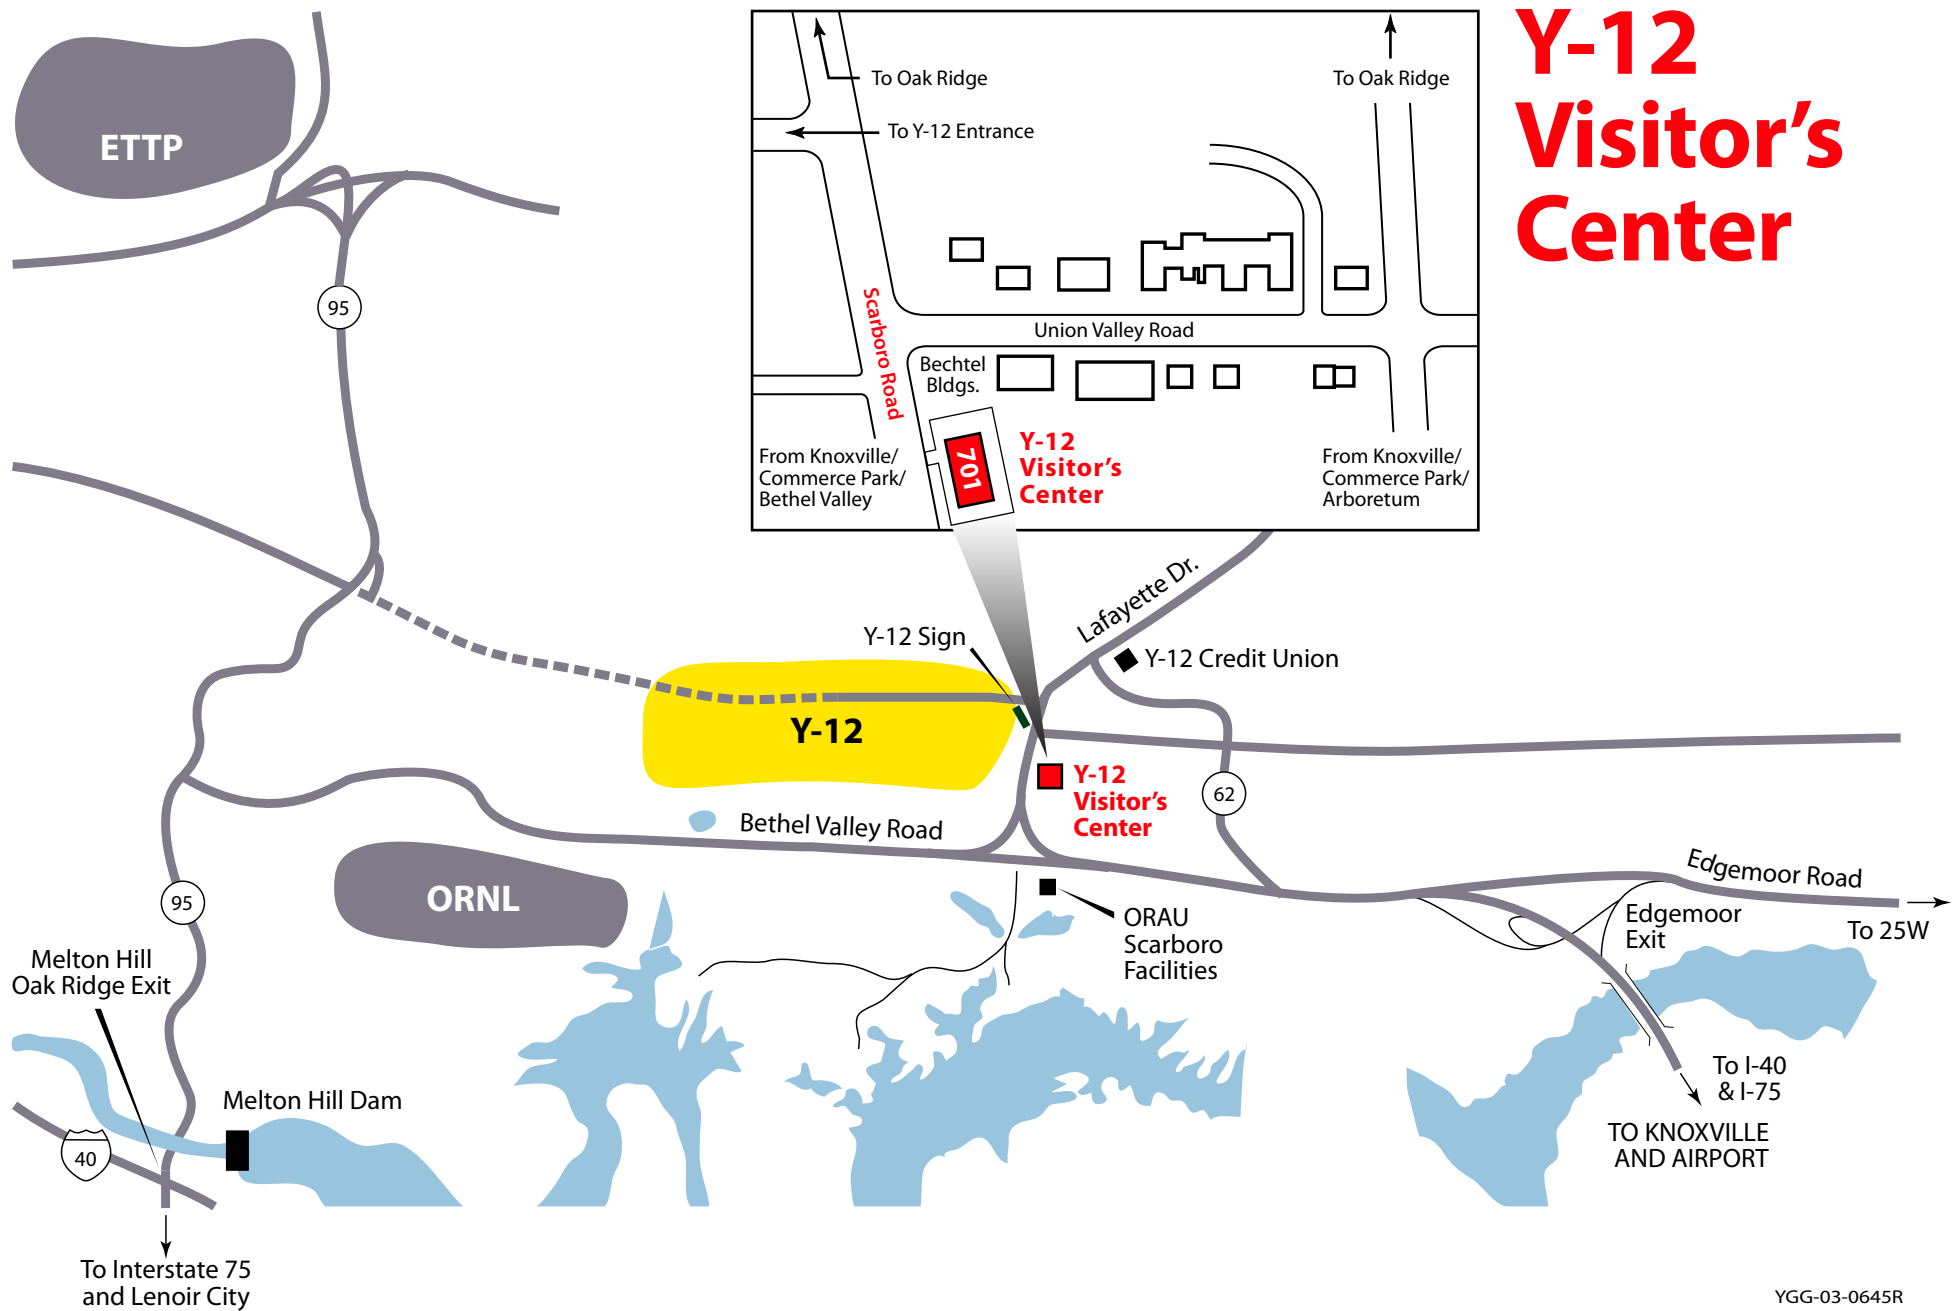 Y-12
Visitor's
Center
To Oak Ridge
To Oak Ridge
To Y-12 Entrance
Scarboro Road
Union Valley Road
Bechtel
Bldgs.
701
Y-12
Visitor's
Center
From Knoxville/
Commerce Park/
Bethel Valley
From Knoxville/
Commerce Park/
Arboretum
ETTP
95
Lafayette Dr.
Y-12 Sign
Y-12 Credit Union
Y-12
Y-12
Visitor's
Center
62
Bethel Valley Road
ORNL
95
Edgemoor Road
Edgemoor
Exit
To 25W
ORAU
Scarboro
Facilities
Melton Hill
Oak Ridge Exit
Melton Hill Dam
40
To I-40
& I-75
TO KNOXVILLE
AND AIRPORT
To Interstate 75
and Lenoir City
YGG-03-0645R